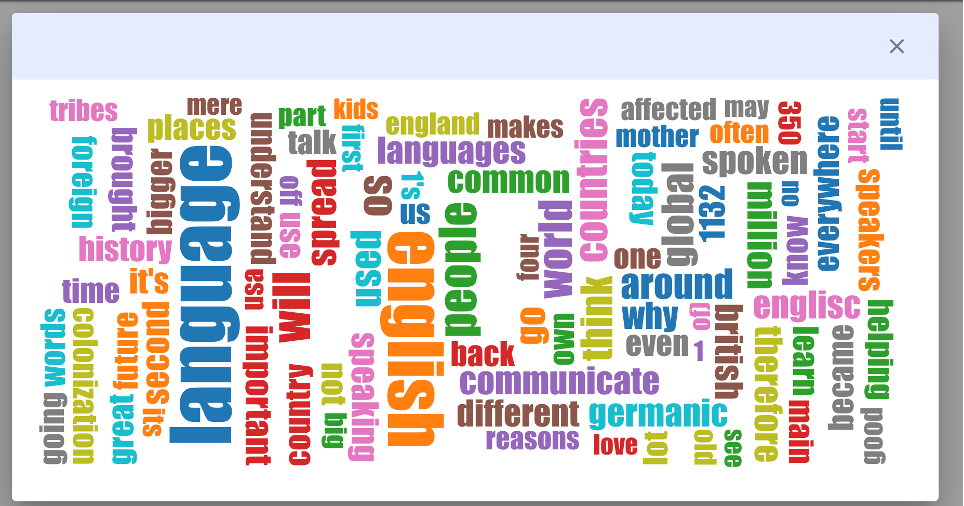 tribes
mere
places
part
kids
talk
first
england
makes
languages
affected
may
350
mother
often
spoken
until
start
everywhere
foreign
brought
bigger
understand
off
use
spread
so
1's
us
common
countries
today
global
1132
million
no
know
speakers
history
language
time
it's
used
english
people
four
world
one
around
think
why
even
1
go
british
englisc
words
going
colonization
future
great
second
its
use
important
will
country
not
big
speaking
back
go
own
communicate
different
germanic
reasons
love
lot
old
see
therefore
learn
main
became
helping
good